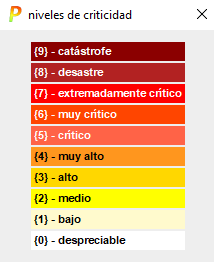 niveles de criticidad
{9} - catástrofe
{8} - desastre
{7} - extremadamente crítico
{6} - muy crítico
{5} - crítico
{4} - muy alto
{3} - alto
{2} - medio
{1} - bajo
{0} - despreciable